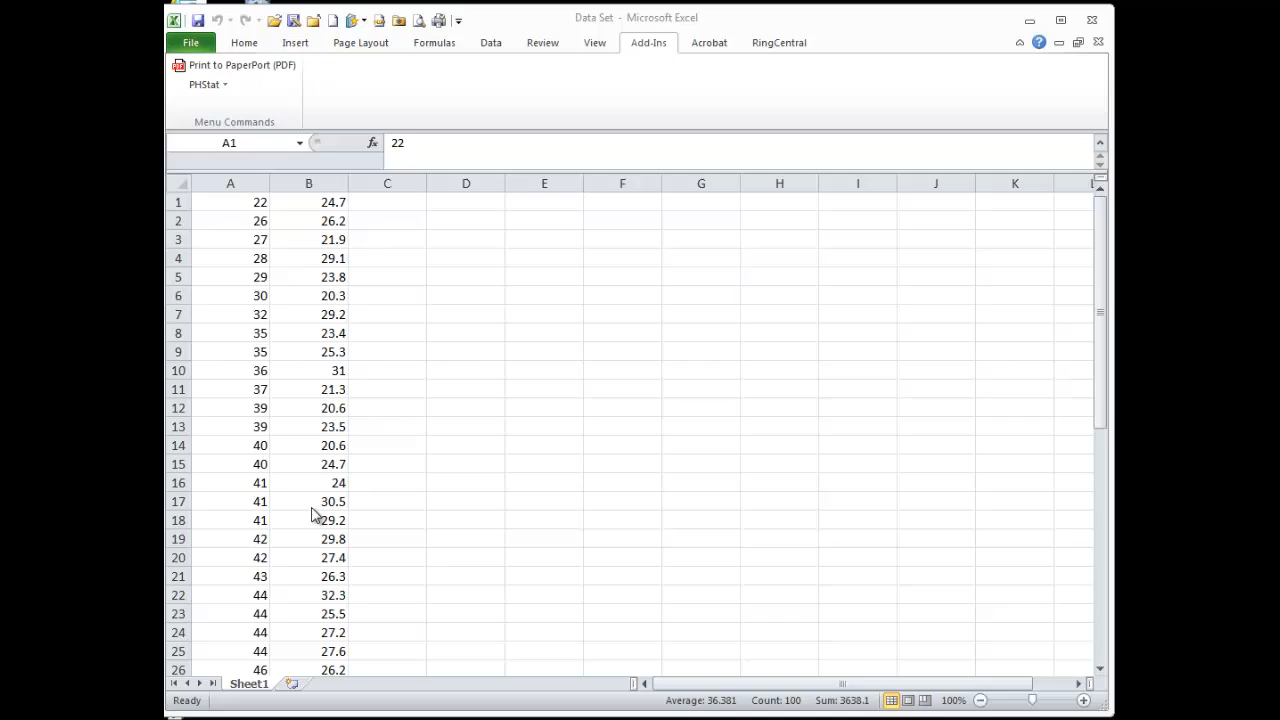 Data Set - Microsoft Excel
File Home Insert Page Layout Formulas Data Review View Add-Ins Acrobat RingCentral
Print to PaperPort (PDF)
PHStat
Menu Commands
A1 fx 22
A B C D E F G H I J K
1 22 24.7
2 26 26.2
3 27 21.9
4 28 29.1
5 29 23.8
6 30 20.3
7 32 29.2
8 35 23.4
9 35 25.3
10 36 31
11 37 21.3
12 39 20.6
13 39 23.5
14 40 20.6
15 40 24.7
16 41 24
17 41 30.5
18 41 29.2
19 42 29.8
20 42 27.4
21 43 26.3
22 44 32.3
23 44 25.5
24 44 27.2
25 44 27.6
26 46 26.2
Sheet1
Ready Average: 36.381 Count: 100 Sum: 3638.1 100%